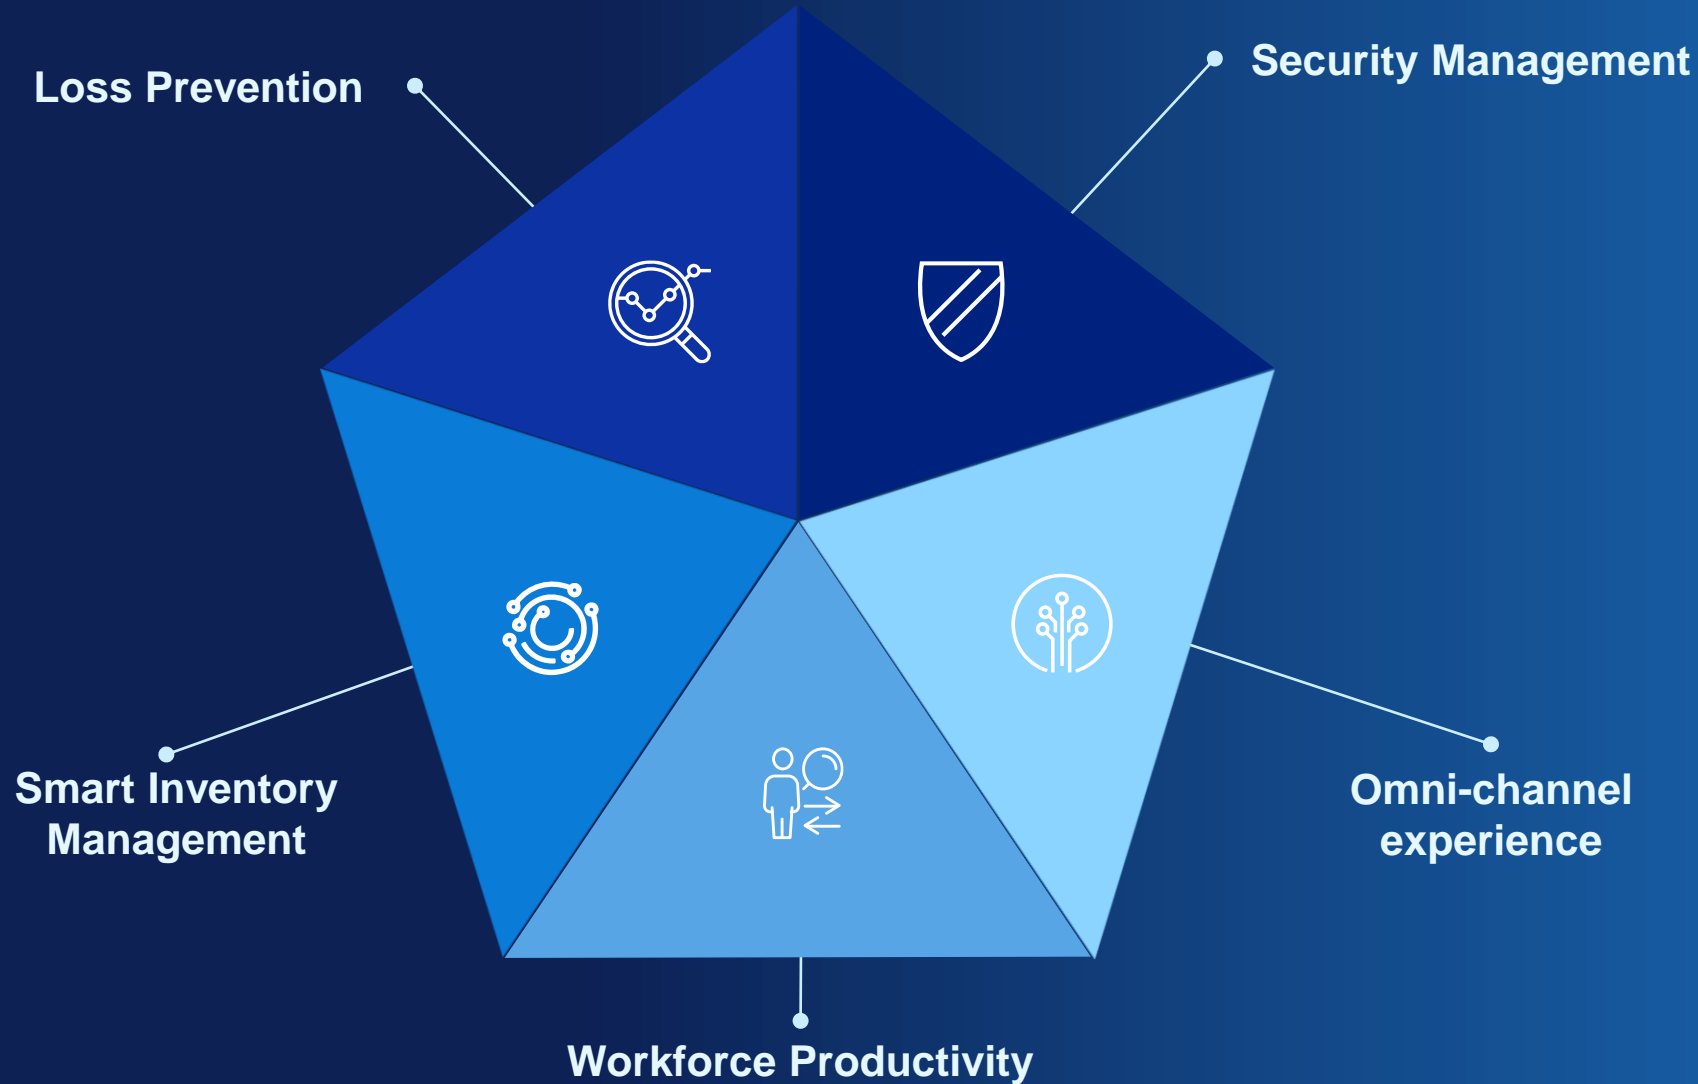 Loss Prevention
Security Management
Smart Inventory
Management
Omni-channel
experience
Workforce Productivity